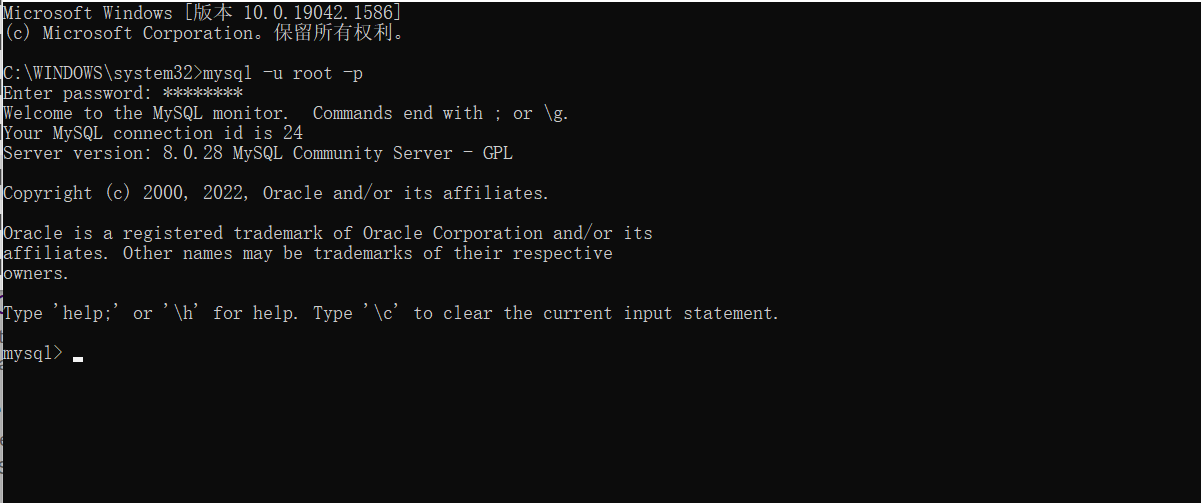 Microsoft Windows [版本 10.0.19042.1586]
(c) Microsoft Corporation。保留所有权利。
C:\WINDOWS\system32>mysql -u root -p
Enter password: ********
Welcome to the MySQL monitor.  Commands end with ; or \g.
Your MySQL connection id is 24
Server version: 8.0.28 MySQL Community Server - GPL
Copyright (c) 2000, 2022, Oracle and/or its affiliates.
Oracle is a registered trademark of Oracle Corporation and/or its
affiliates. Other names may be trademarks of their respective
owners.
Type 'help;' or '\h' for help. Type '\c' to clear the current input statement.
mysql>